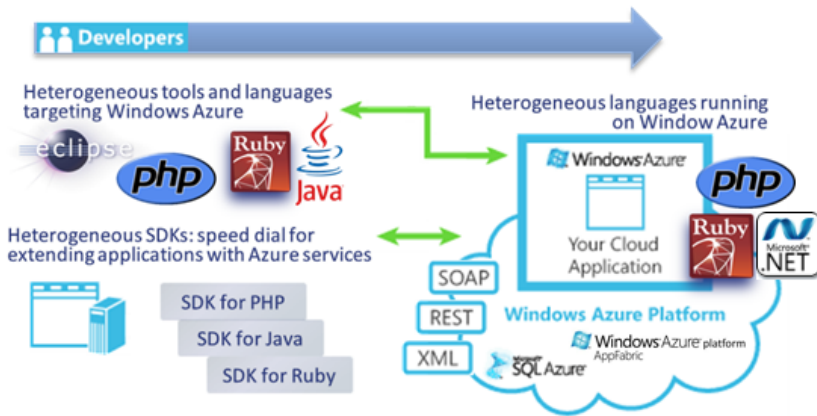 Developers
Heterogeneous tools and languages
targeting Windows Azure
eclipse
php
Ruby
Java
Heterogeneous SDKs: speed dial for
extending applications with Azure services
SDK for PHP
SDK for Java
SDK for Ruby
Heterogeneous languages running
on Window Azure
Windows Azure
Your Cloud
Application
php
Ruby
Microsoft
.NET
SOAP
REST
XML
Windows Azure Platform
Microsoft
SQL Azure
Windows Azure platform
AppFabric